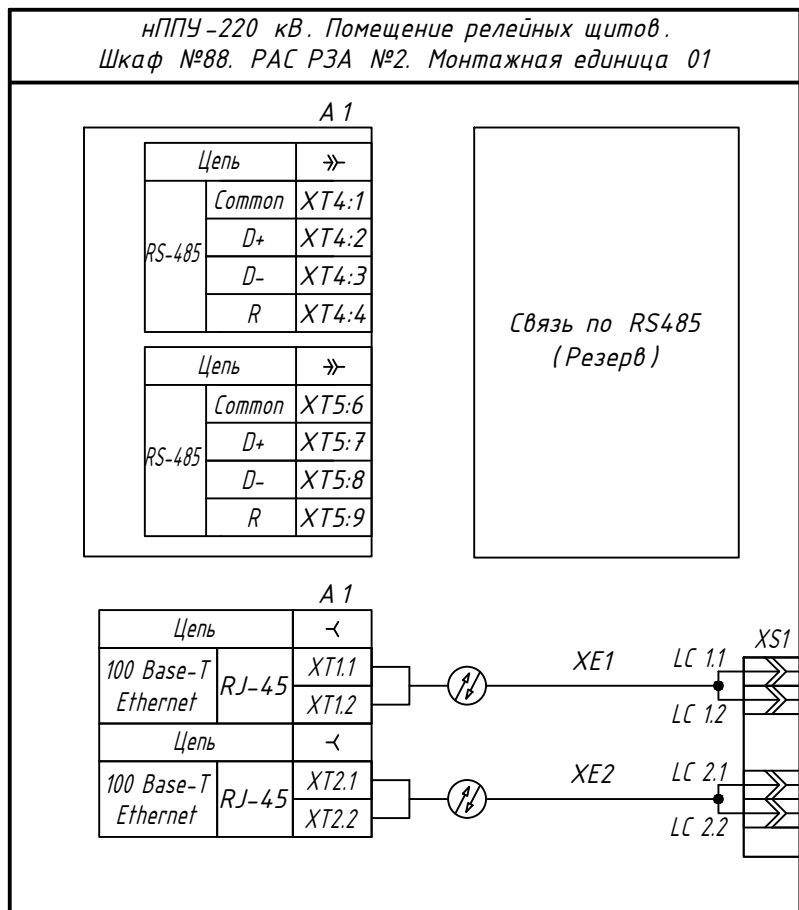 нППУ-220 кВ. Помещение релейных щитов.
Шкаф №88. РАС РЗА №2. Монтажная единица 01
А1
Цепь
RS-485
Common XT4:1
D+ XT4:2
D- XT4:3
R XT4:4
Цепь
RS-485
Common XT5:6
D+ XT5:7
D- XT5:8
R XT5:9
Связь по RS485
(Резерв)
А1
Цепь
100 Base-T
Ethernet
RJ-45
XT1.1
XT1.2
XE1
LC 1.1
LC 1.2
XS1
Цепь
100 Base-T
Ethernet
RJ-45
XT2.1
XT2.2
XE2
LC 2.1
LC 2.2